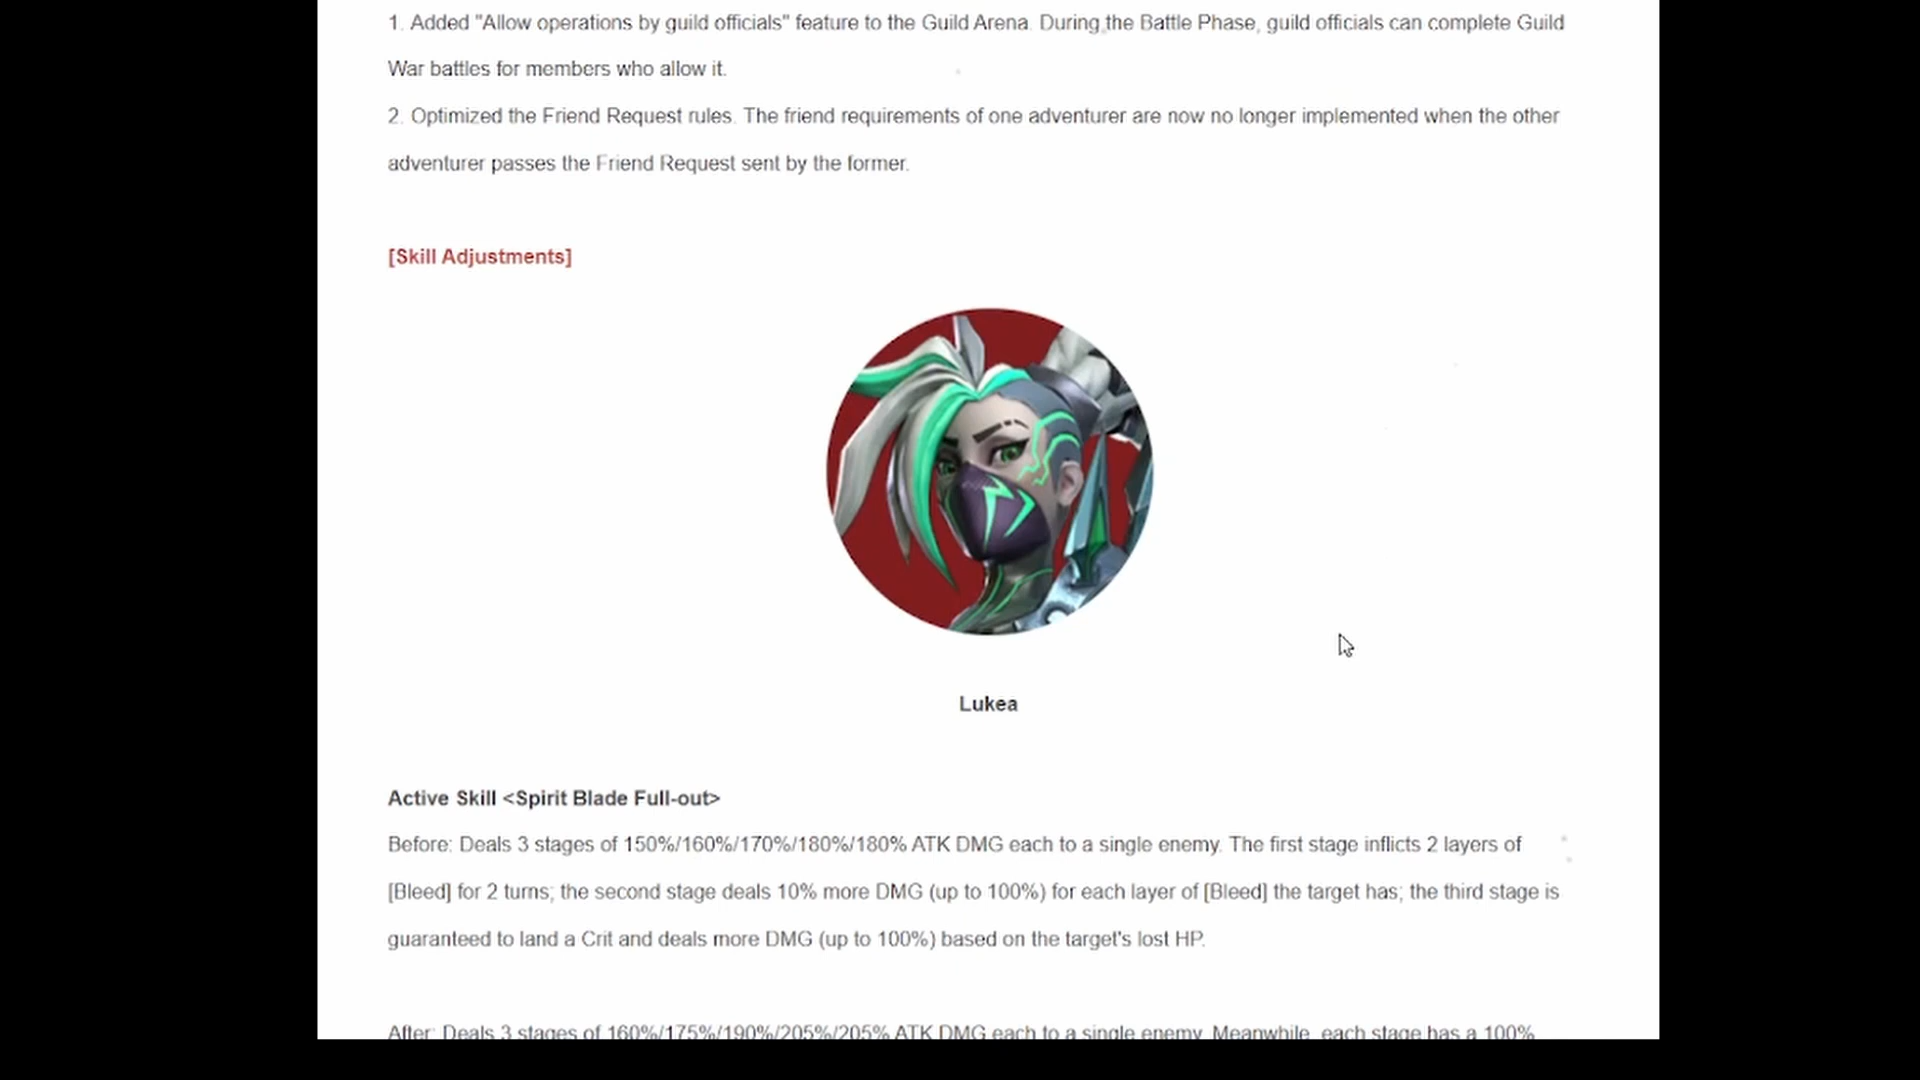 1. Added "Allow operations by guild officials" feature to the Guild Arena. During the Battle Phase, guild officials can complete Guild
War battles for members who allow it.
2. Optimized the Friend Request rules. The friend requirements of one adventurer are now no longer implemented when the other
adventurer passes the Friend Request sent by the former.
[Skill Adjustments]
Lukea
Active Skill <Spirit Blade Full-out>
Before: Deals 3 stages of 150%/160%/170%/180%/180% ATK DMG each to a single enemy. The first stage inflicts 2 layers of
[Bleed] for 2 turns; the second stage deals 10% more DMG (up to 100%) for each layer of [Bleed] the target has; the third stage is
guaranteed to land a Crit and deals more DMG (up to 100%) based on the target's lost HP.
After: Deals 3 stages of 160%/175%/190%/205%/205% ATK DMG each to a single enemy. Meanwhile, each stage has a 100%